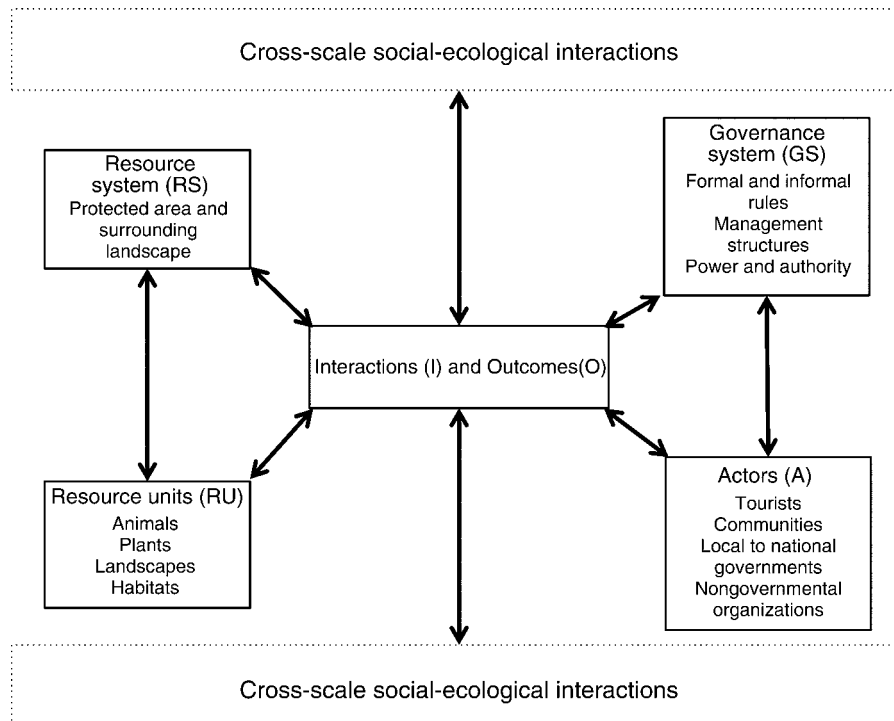 Cross-scale social-ecological interactions
Resource
system (RS)
Protected area and
surrounding
landscape
Governance
system (GS)
Formal and informal
rules
Management
structures
Power and authority
Interactions (I) and Outcomes(O)
Resource units (RU)
Animals
Plants
Landscapes
Habitats
Actors (A)
Tourists
Communities
Local to national
governments
Nongovernmental
organizations
Cross-scale social-ecological interactions